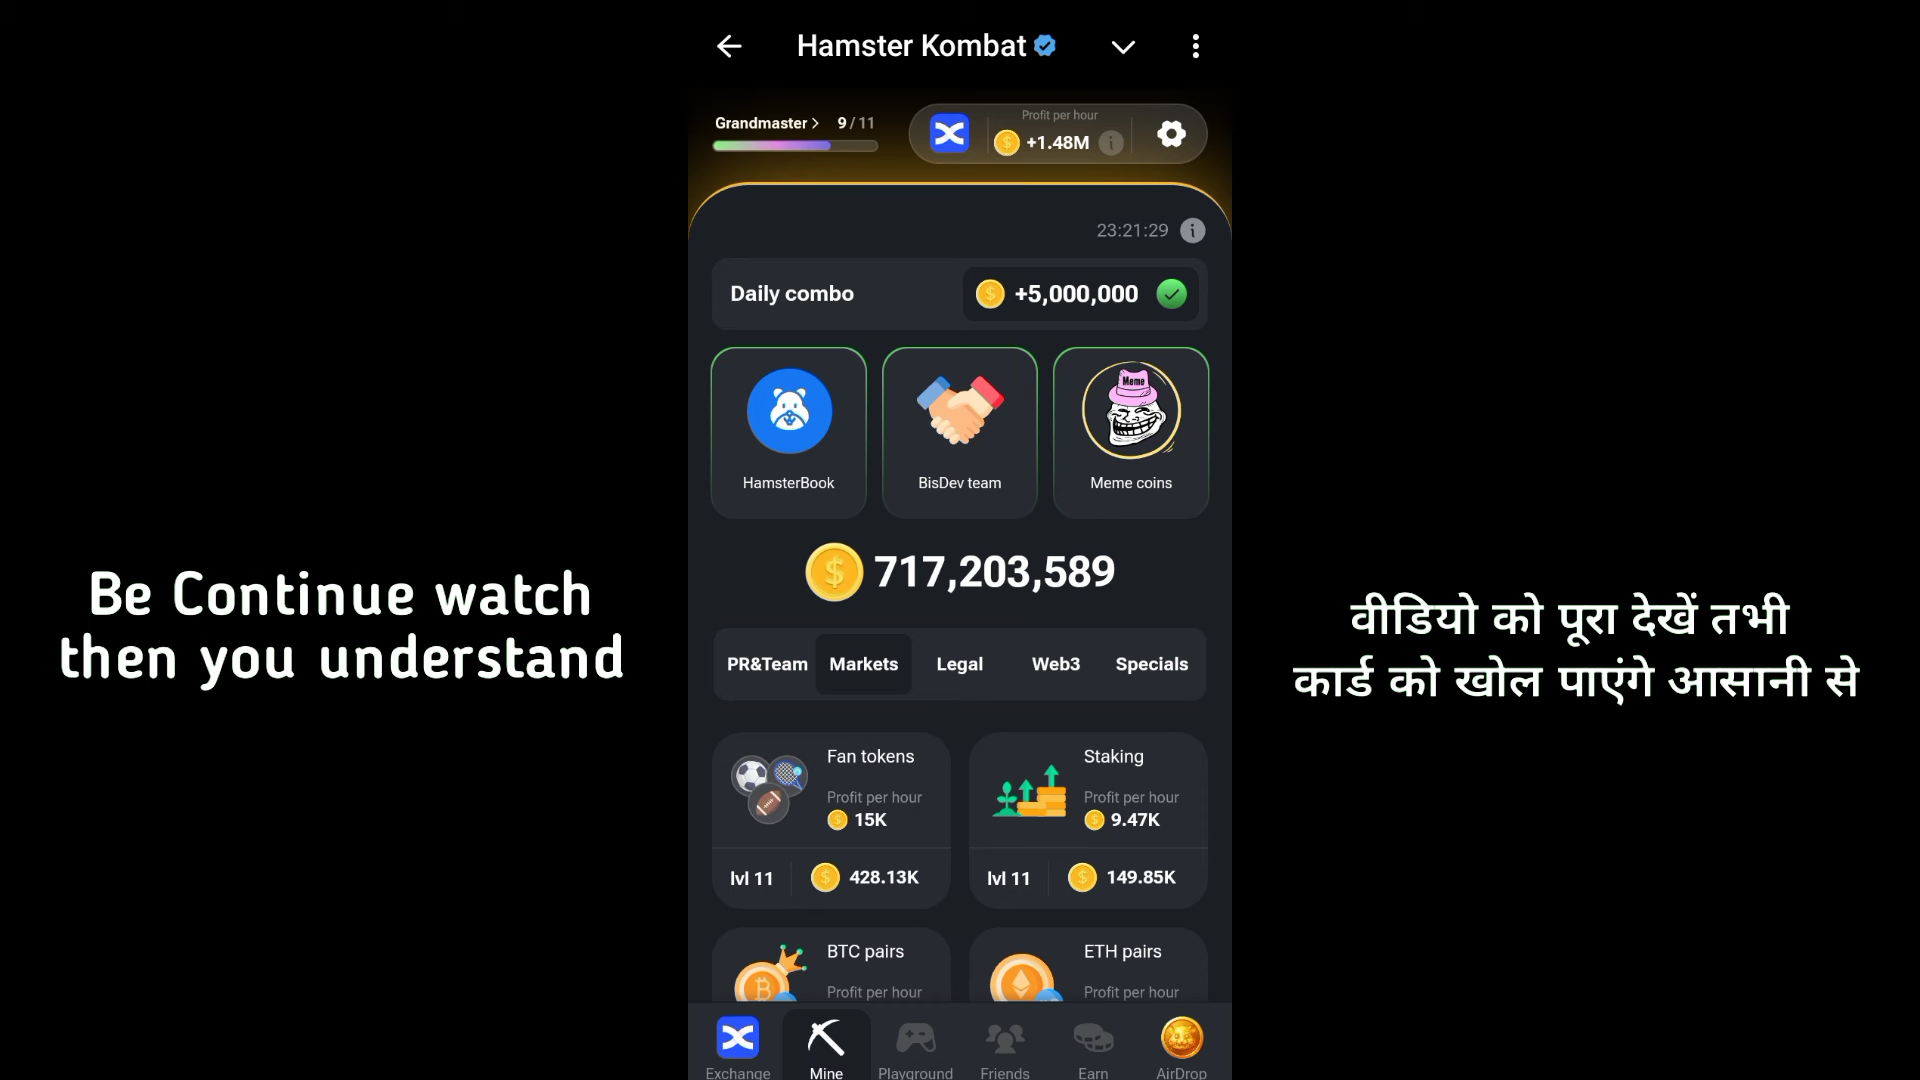 Hamster Kombat
Grandmaster > 9/11
Profit per hour
+1.48M
23:21:29
Daily combo
+5,000,000
Meme
HamsterBook
BisDev team
Meme coins
717,203,589
Be Continue watch
then you understand
वीडियो को पूरा देखें तभी
कार्ड को खोल पाएंगे आसानी से
PR&Team Markets Legal Web3 Specials
Fan tokens
Profit per hour
15K
lvl 11 428.13K
Staking
Profit per hour
9.47K
lvl 11 149.85K
BTC pairs
Profit per hour
ETH pairs
Profit per hour
Exchange Mine Playground Friends Earn AirDrop